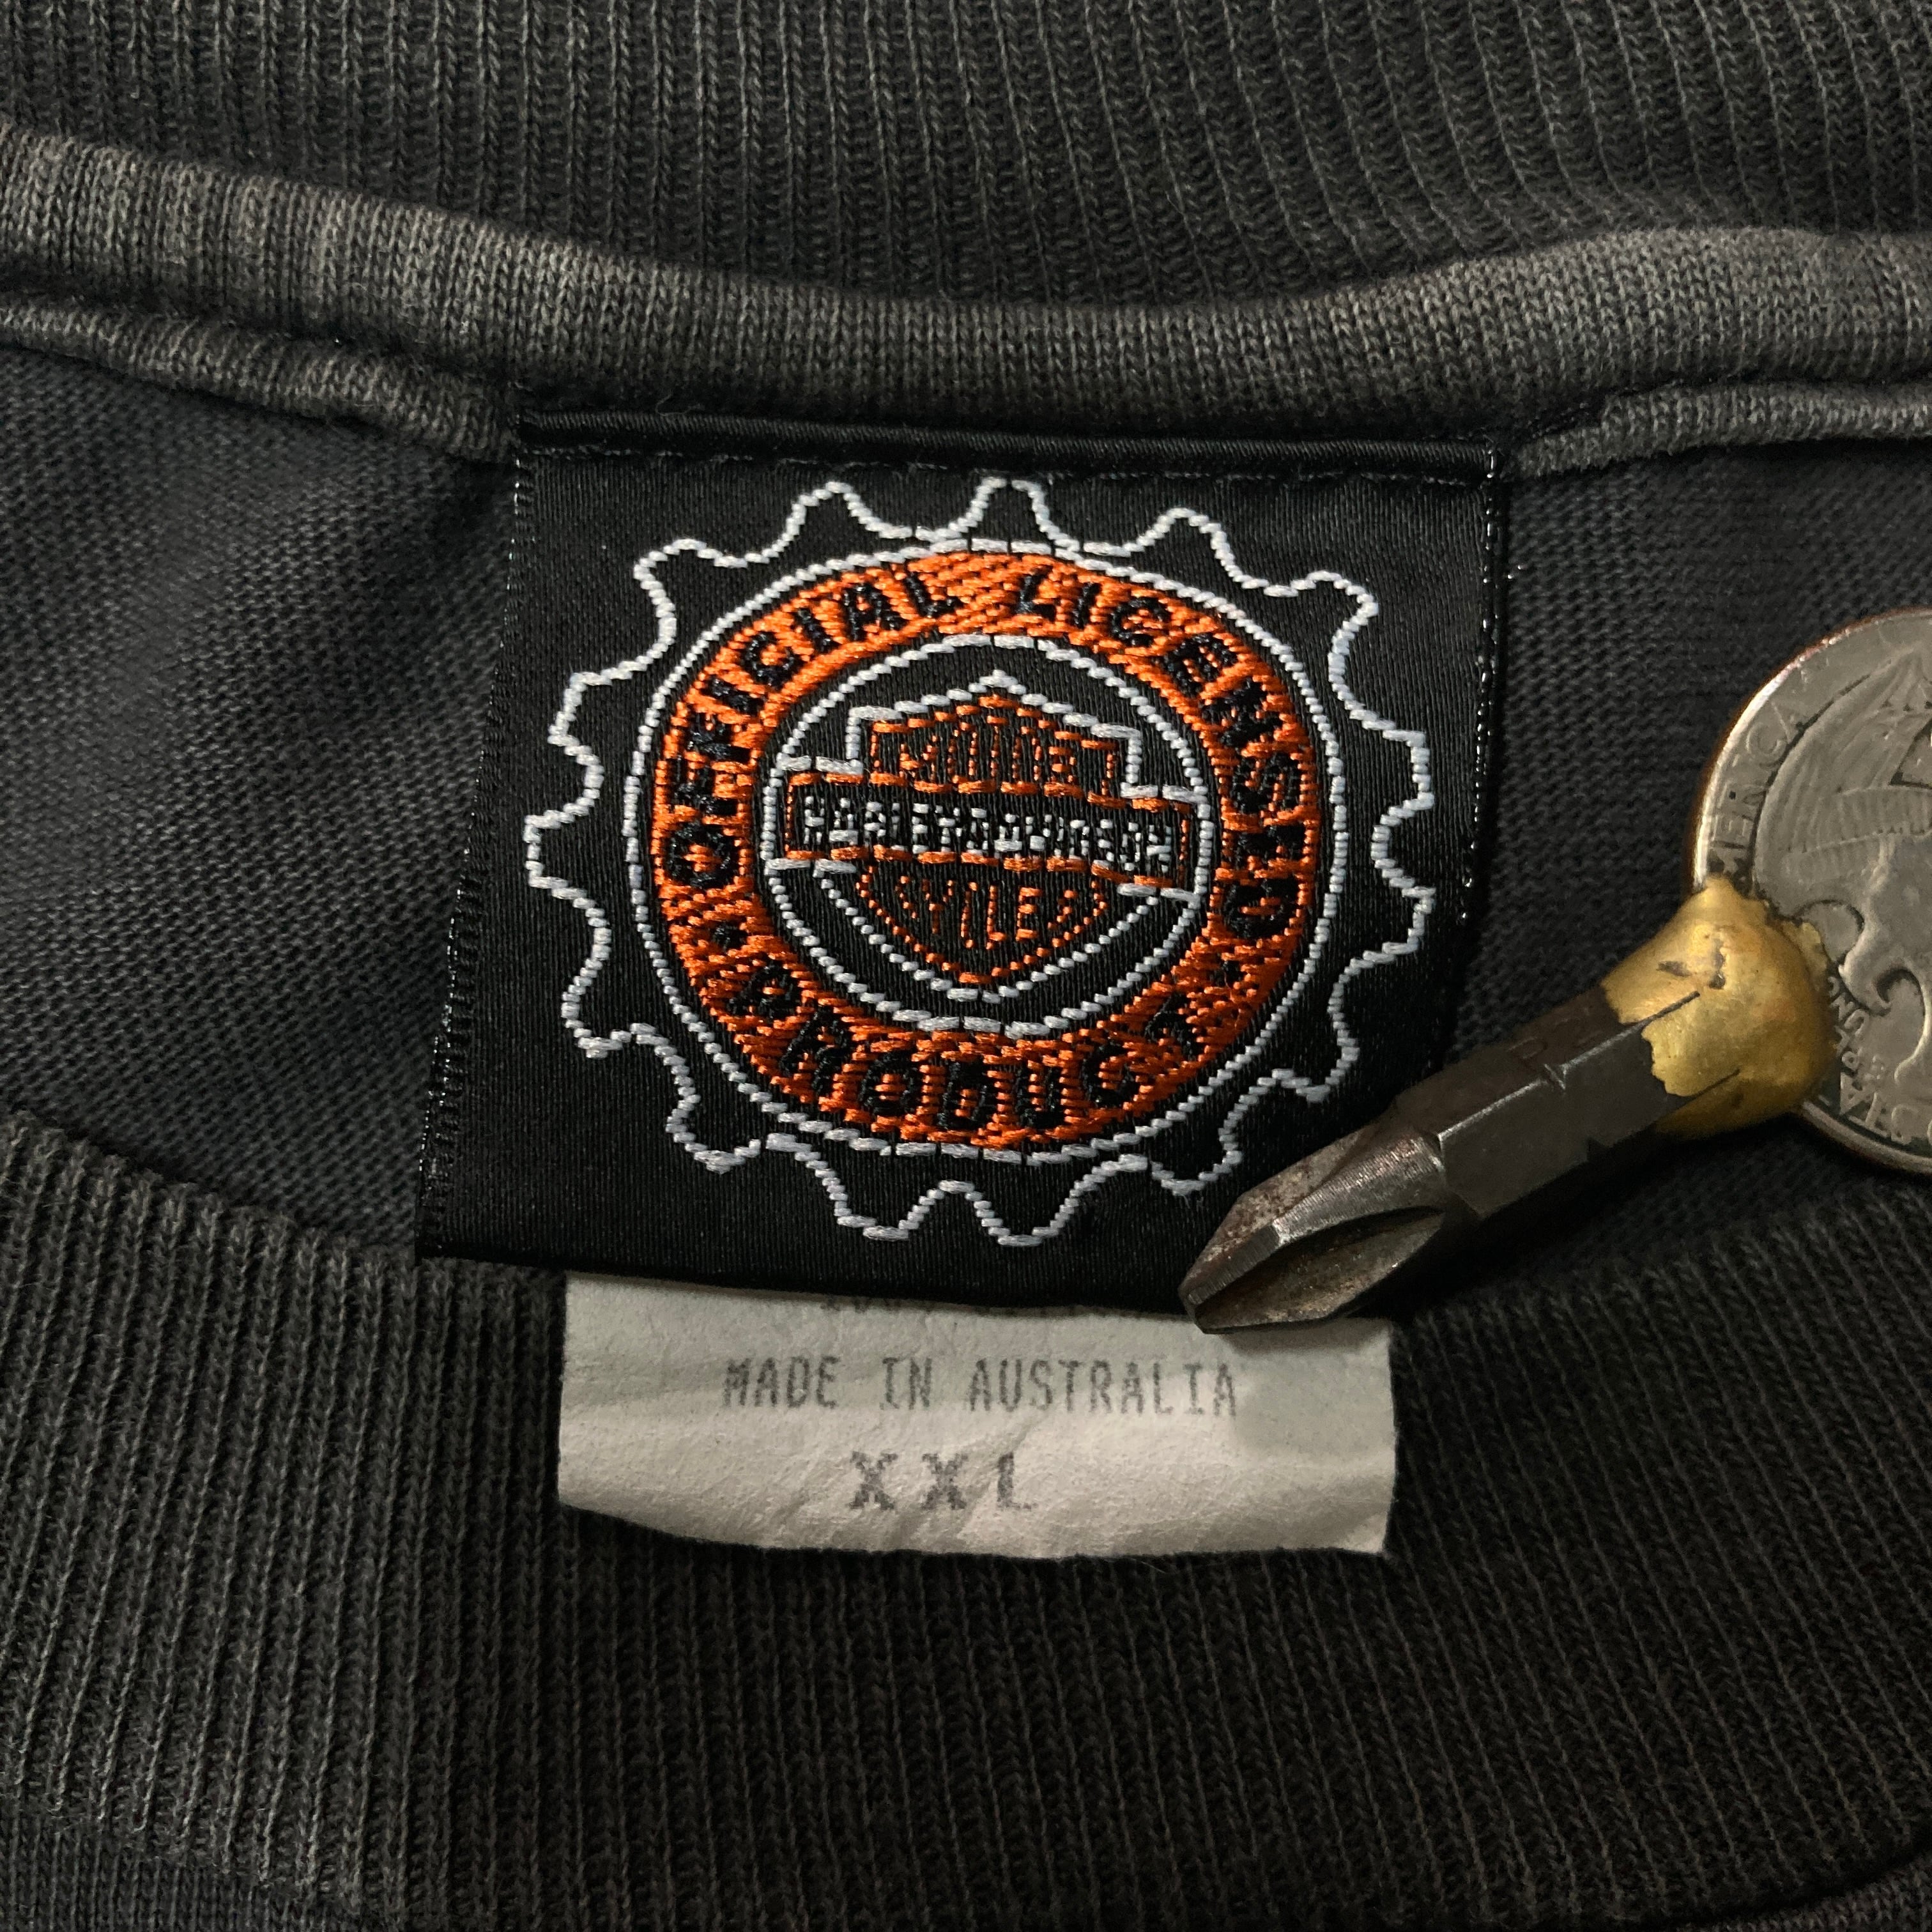 OFFICIAL LICENSED
MOTOR
HARLEY-DAVIDSON
CYCLES
• PRODUCT •
MADE IN AUSTRALIA
XXL